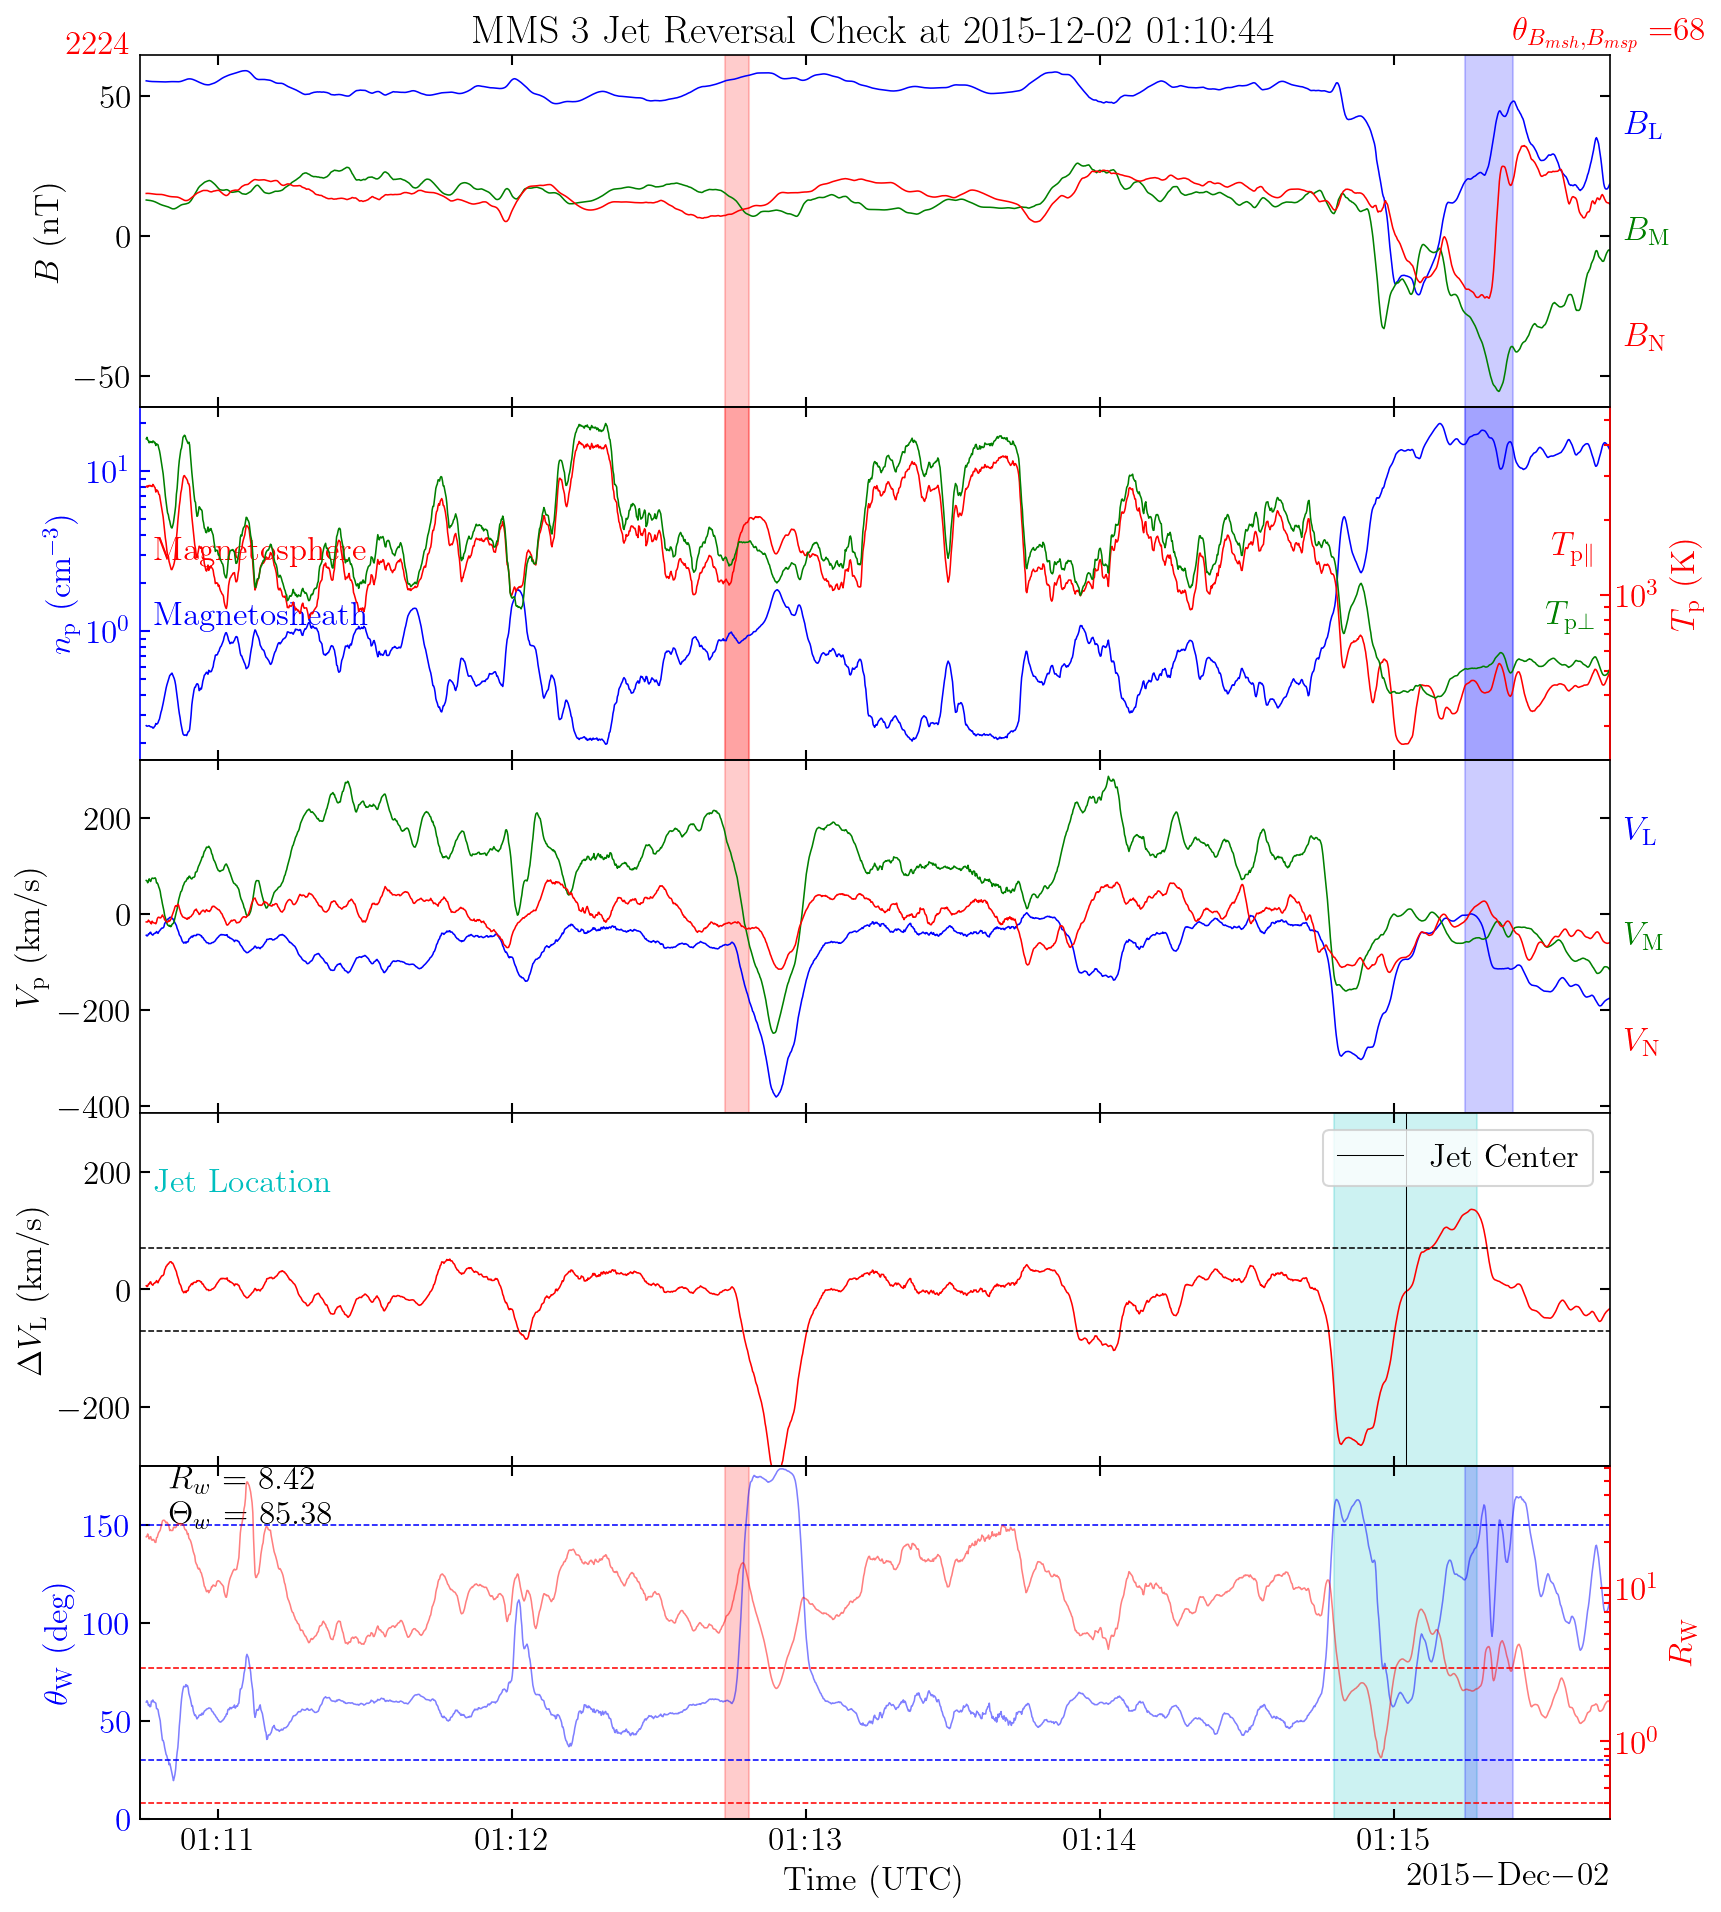 MMS 3 Jet Reversal Check at 2015-12-02 01:10:44
2224
θ_{B_{msh},B_{msp}} =68
50
0
−50
B (nT)
B_L
B_M
B_N
10^1
10^0
n_p (cm^{−3})
Magnetosphere
Magnetosheath
T_{p∥}
T_{p⊥}
10^3
T_p (K)
200
0
−200
−400
V_p (km/s)
V_L
V_M
V_N
200
0
−200
ΔV_L (km/s)
Jet Location
Jet Center
R_w = 8.42
Θ_w = 85.38
150
100
50
0
θ_W (deg)
10^1
10^0
R_W
01:11
01:12
01:13
01:14
01:15
Time (UTC)
2015−Dec−02